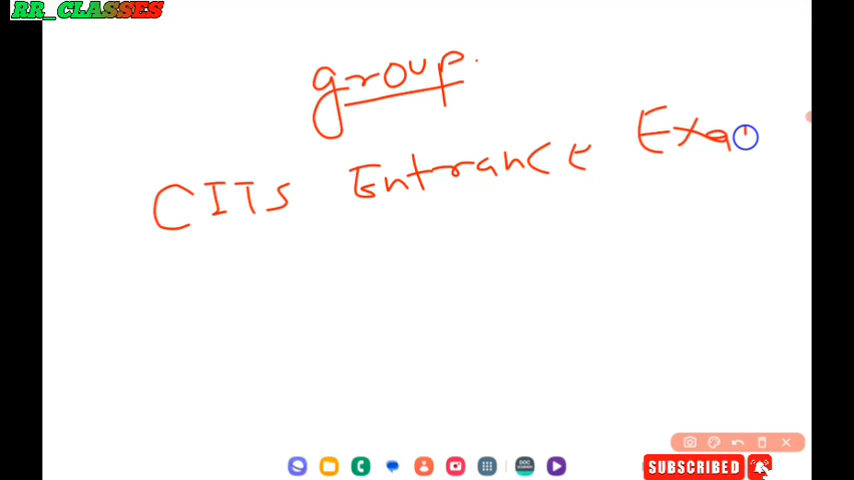 RR_CLASSES
group.
CITS Entrance Exa
SUBSCRIBED